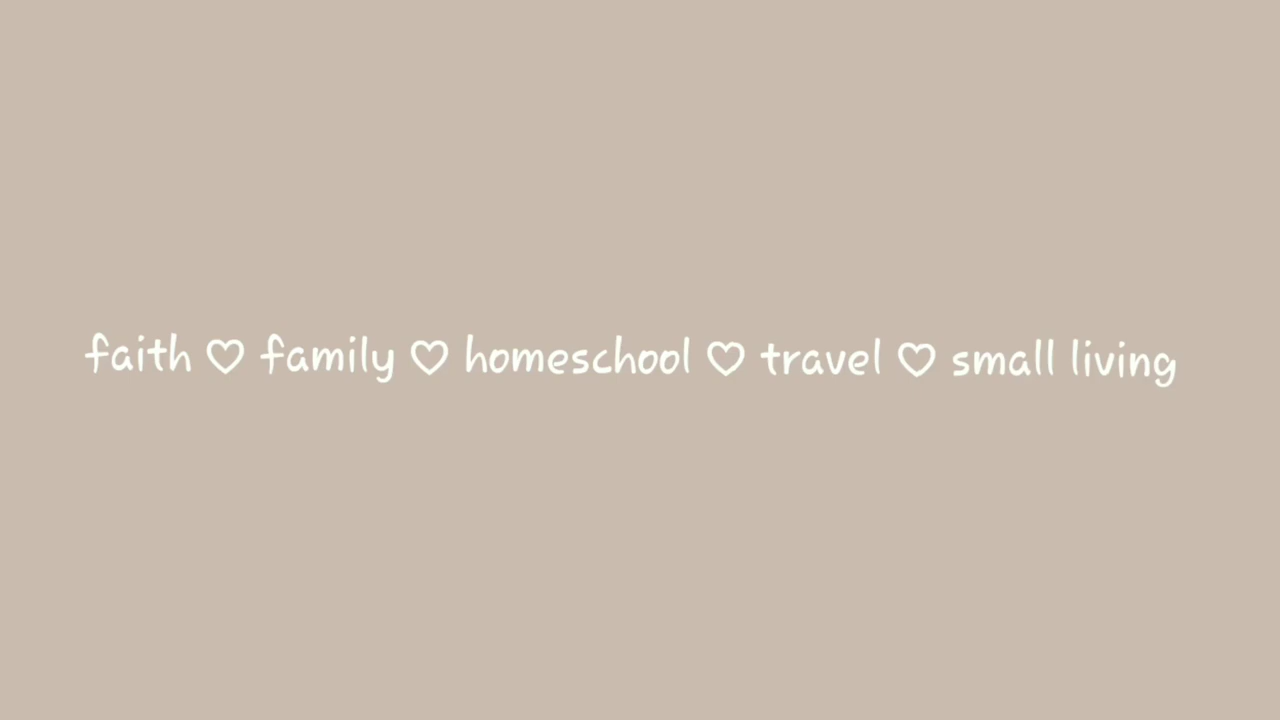 faith ♡ family ♡ homeschool ♡ travel ♡ small living